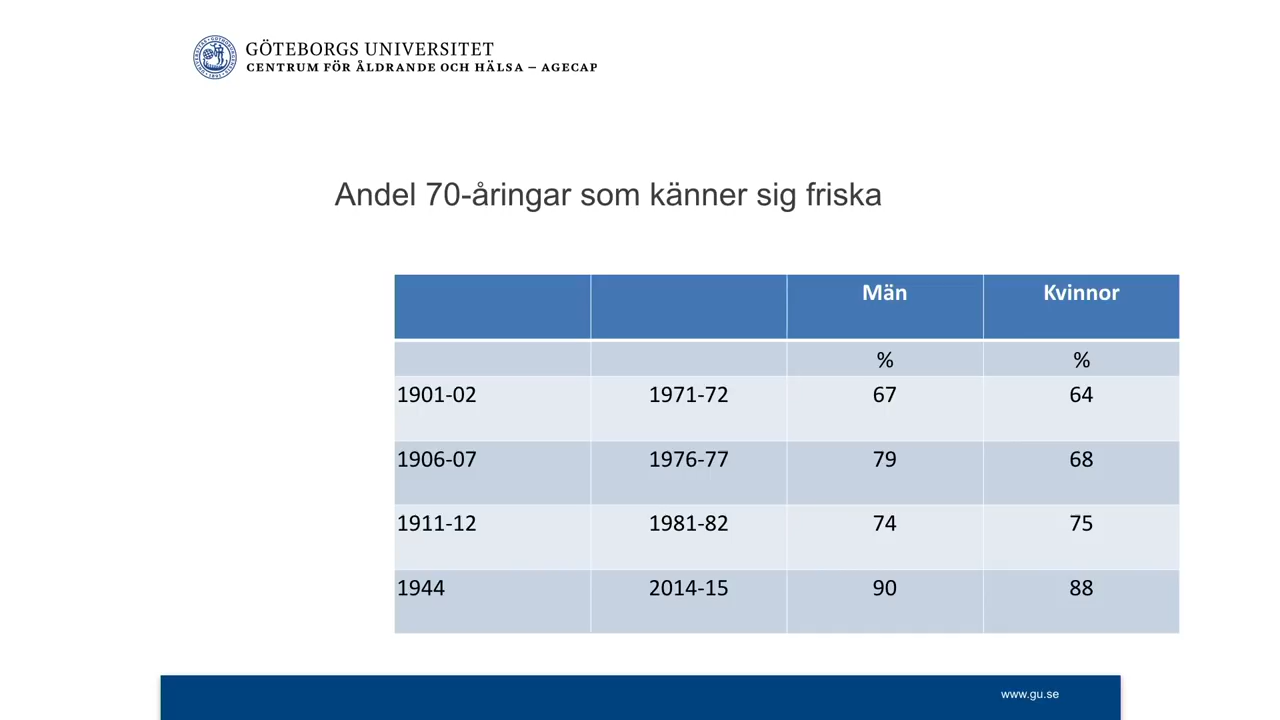 GÖTEBORGS UNIVERSITET
CENTRUM FÖR ÅLDRANDE OCH HÄLSA – AGECAP
Andel 70-åringar som känner sig friska
Män Kvinnor
% %
1901-02 1971-72 67 64
1906-07 1976-77 79 68
1911-12 1981-82 74 75
1944 2014-15 90 88
www.gu.se